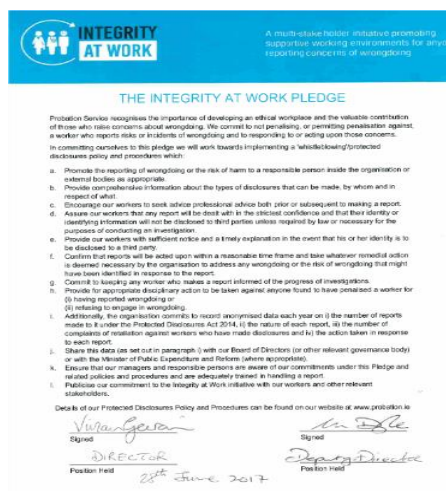 INTEGRITY
AT WORK
A multi-stakeholder initiative promoting
supportive working environments for anyo
reporting concerns of wrongdoing
THE INTEGRITY AT WORK PLEDGE
Probation Service recognises the importance of developing an ethical workplace and the valuable contribution
of those who raise concerns about wrongdoing. We commit to not penalising, or permitting penalisation against,
a worker who reports risks or incidents of wrongdoing and to responding to or acting upon those concerns.
In committing ourselves to this pledge we will work towards implementing a 'whistleblowing'/protected
disclosures policy and procedures which:
a. Promote the reporting of wrongdoing or the risk of harm to a responsible person inside the organisation or
external bodies as appropriate.
b. Provide comprehensive information about the types of disclosures that can be made, by whom and in
respect of what.
c. Encourage our workers to seek advice professional advice both prior or subsequent to making a report.
d. Assure our workers that any report will be dealt with in the strictest confidence and that their identity or
identifying information will not be disclosed to third parties unless required by law or necessary for the
purposes of conducting an investigation.
e. Provide our workers with sufficient notice and a timely explanation in the event that his or her identity is to
be disclosed to a third party.
f. Confirm that reports will be acted upon within a reasonable time frame and take whatever remedial action
is deemed necessary by the organisation to address any wrongdoing or the risk of wrongdoing that might
have been identified in response to the report.
g. Commit to keeping any worker who makes a report informed of the progress of investigations.
h. Provide for appropriate disciplinary action to be taken against anyone found to have penalised a worker for
(i) having reported wrongdoing or
(ii) refusing to engage in wrongdoing.
i. Additionally, the organisation commits to record anonymised data each year on i) the number of reports
made to it under the Protected Disclosures Act 2014, ii) the nature of each report, iii) the number of
complaints of retaliation against workers who have made disclosures and iv) the action taken in response
to each report.
j. Share this data (as set out in paragraph i) with our Board of Directors (or other relevant governance body)
or with the Minister of Public Expenditure and Reform (where appropriate).
k. Ensure that our managers and responsible persons are aware of our commitments under this Pledge and
related policies and procedures and are adequately trained in handling a report.
l. Publicise our commitment to the Integrity at Work initiative with our workers and other relevant
stakeholders.
Details of our Protected Disclosures Policy and Procedures can be found on our website at www.probation.ie
Vivian Geiran
Signed Signed
DIRECTOR Deputy Director
Position Held Position Held
28th June 2017